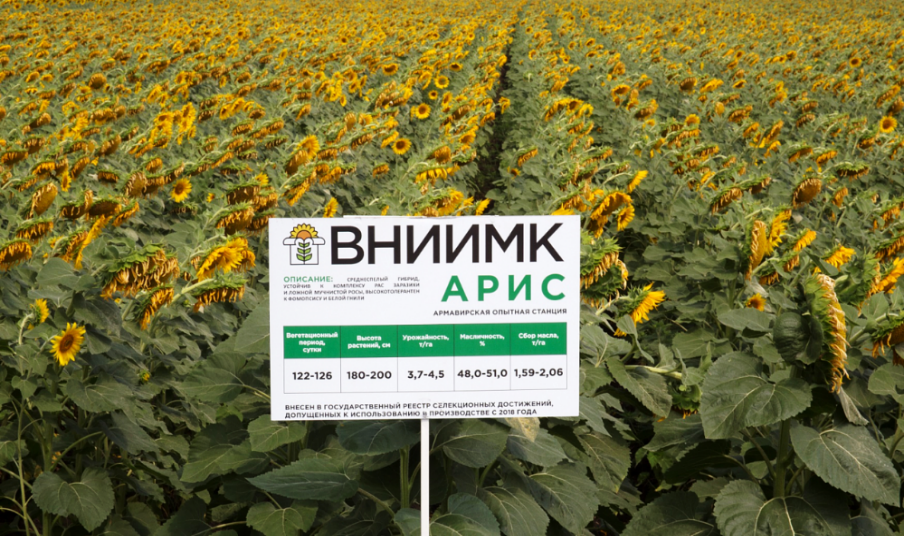 ВНИИМК
ОПИСАНИЕ: СРЕДНЕСПЕЛЫЙ ГИБРИД,
УСТОЙЧИВ К КОМПЛЕКСУ РАС ЗАРАЗИХИ
И ЛОЖНОЙ МУЧНИСТОЙ РОСЫ, ВЫСОКОТОЛЕРАНТЕН
К ФОМОПСИСУ И БЕЛОЙ ГНИЛИ
АРИС
АРМАВИРСКАЯ ОПЫТНАЯ СТАНЦИЯ
Вегетационный период, сутки Высота растений, см Урожайность, т/га Масличность, % Сбор масла, т/га
122-126 180-200 3,7-4,5 48,0-51,0 1,59-2,06
ВНЕСЕН В ГОСУДАРСТВЕННЫЙ РЕЕСТР СЕЛЕКЦИОННЫХ ДОСТИЖЕНИЙ,
ДОПУЩЕННЫХ К ИСПОЛЬЗОВАНИЮ В ПРОИЗВОДСТВЕ С 2018 ГОДА